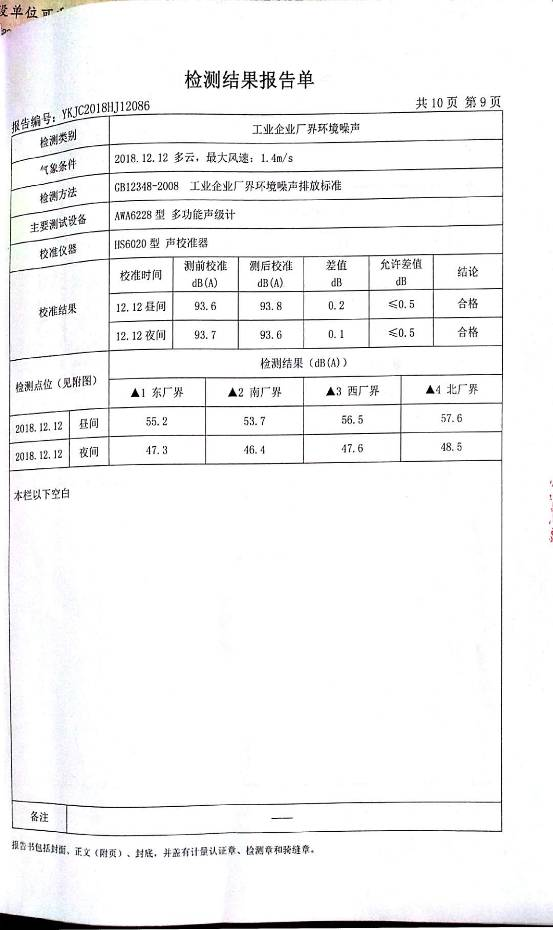 段单位可
检测结果报告单
报告编号：YKJC2018HJ12086 共 10 页 第 9 页
检测类别 工业企业厂界环境噪声
气象条件 2018.12.12 多云，最大风速：1.4m/s
检测方法 GB12348-2008 工业企业厂界环境噪声排放标准
主要测试设备 AWA6228 型 多功能声级计
校准仪器 HS6020 型 声校准器
校准结果
校准时间 测前校准 dB(A) 测后校准 dB(A) 差值 dB 允许差值 dB 结论
12.12 昼间 93.6 93.8 0.2 ≤0.5 合格
12.12 夜间 93.7 93.6 0.1 ≤0.5 合格
检测点位（见附图） 检测结果（dB(A)）
▲1 东厂界 ▲2 南厂界 ▲3 西厂界 ▲4 北厂界
2018.12.12 昼间 55.2 53.7 56.5 57.6
2018.12.12 夜间 47.3 46.4 47.6 48.5
本栏以下空白
备注 ——
报告书包括封面、正文（附页）、封底，并盖有计量认证章、检测章和骑缝章。